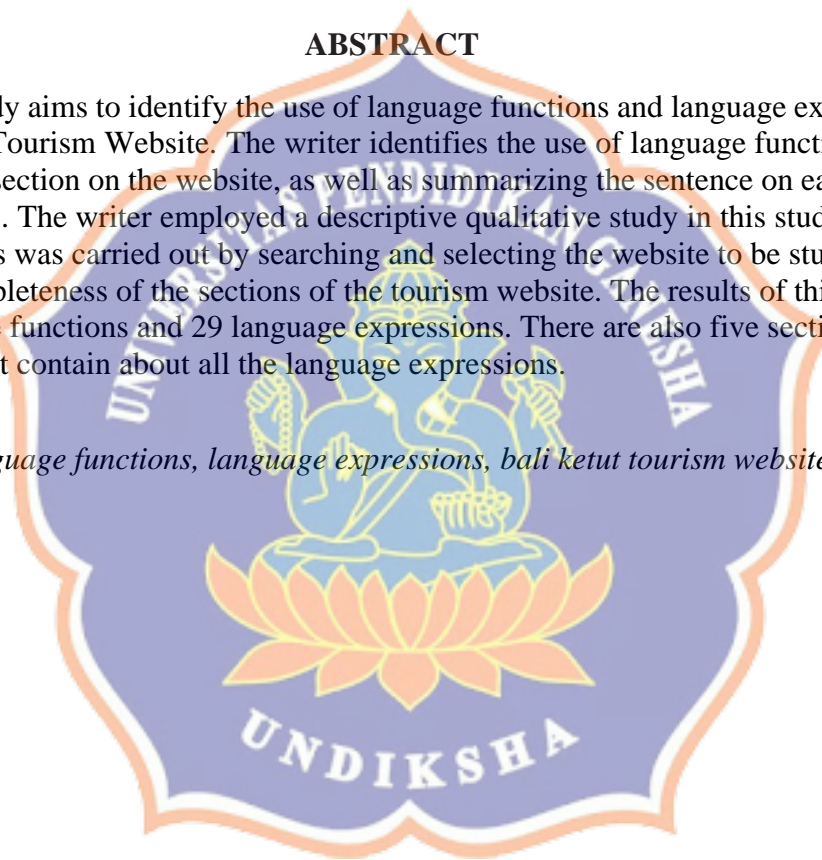 ABSTRACT
dy aims to identify the use of language functions and language ex
Tourism Website. The writer identifies the use of language functi
section on the website, as well as summarizing the sentence on ea
. The writer employed a descriptive qualitative study in this stud
s was carried out by searching and selecting the website to be stu
pleteness of the sections of the tourism website. The results of thi
functions and 29 language expressions. There are also five secti
t contain about all the language expressions.
guage functions, language expressions, bali ketut tourism website
UNIVERSITAS PENDIDIKAN GANESHA
UNDIKSHA